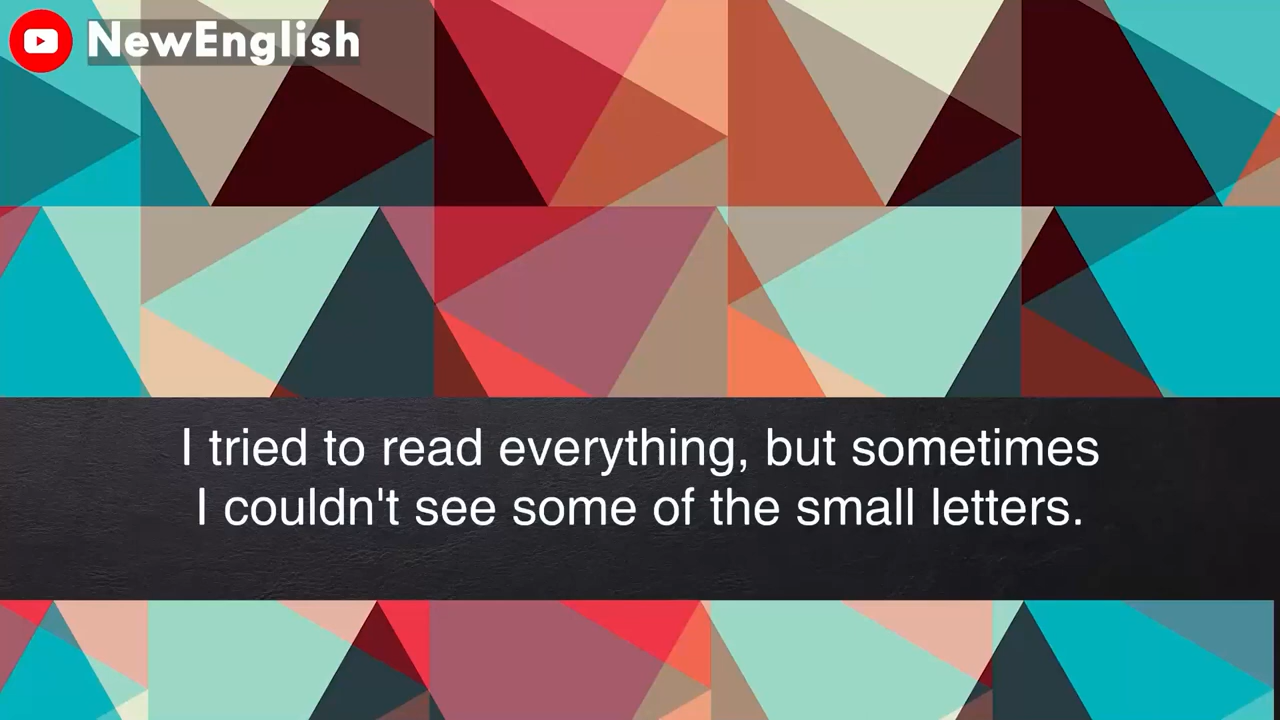 NewEnglish
I tried to read everything, but sometimes
I couldn't see some of the small letters.